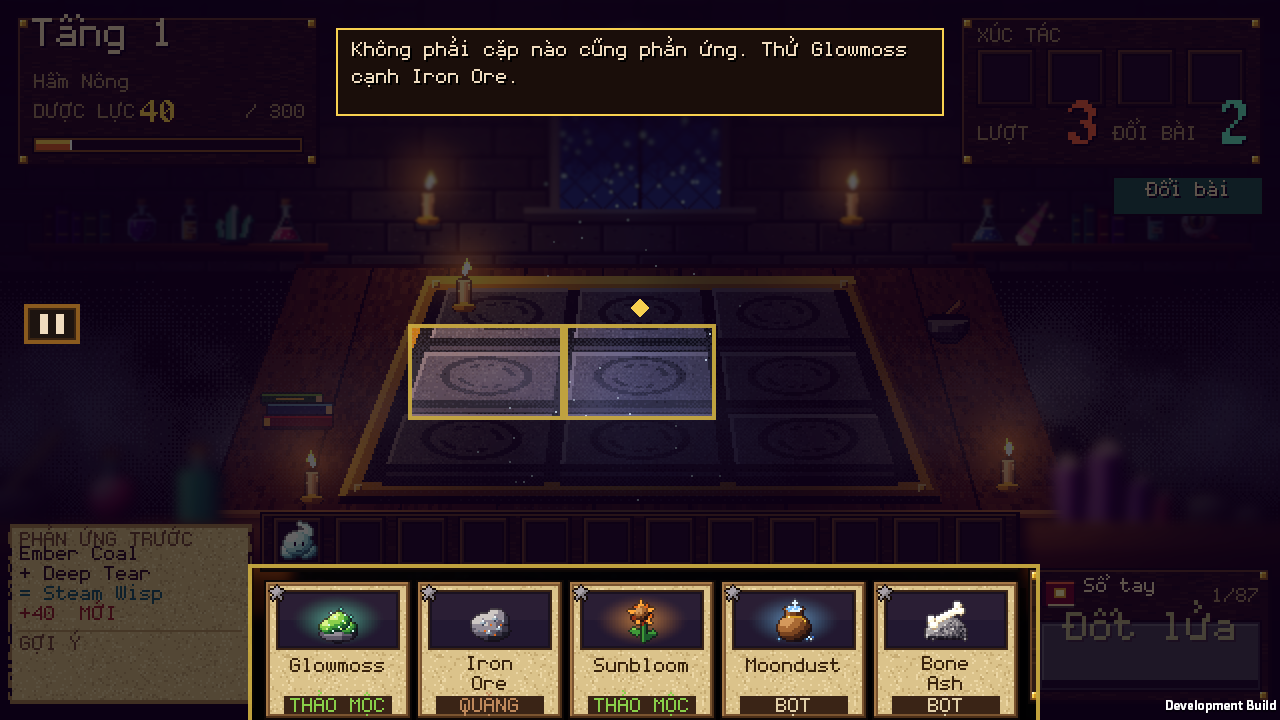 Tầng 1
Hầm Nông
DƯỢC LỰC 40 / 300
Không phải cặp nào cũng phản ứng. Thử Glowmoss
cạnh Iron Ore.
XÚC TÁC
LƯỢT 3 ĐỔI BÀI 2
Đổi bài
PHẢN ỨNG TRƯỚC
Ember Coal
+ Deep Tear
= Steam Wisp
+40 MỚI
GỢI Ý
Glowmoss
THẢO MỘC
Iron
Ore
QUẶNG
Sunbloom
THẢO MỘC
Moondust
BỘT
Bone
Ash
BỘT
Sổ tay
1/87
Đốt lửa
Development Build